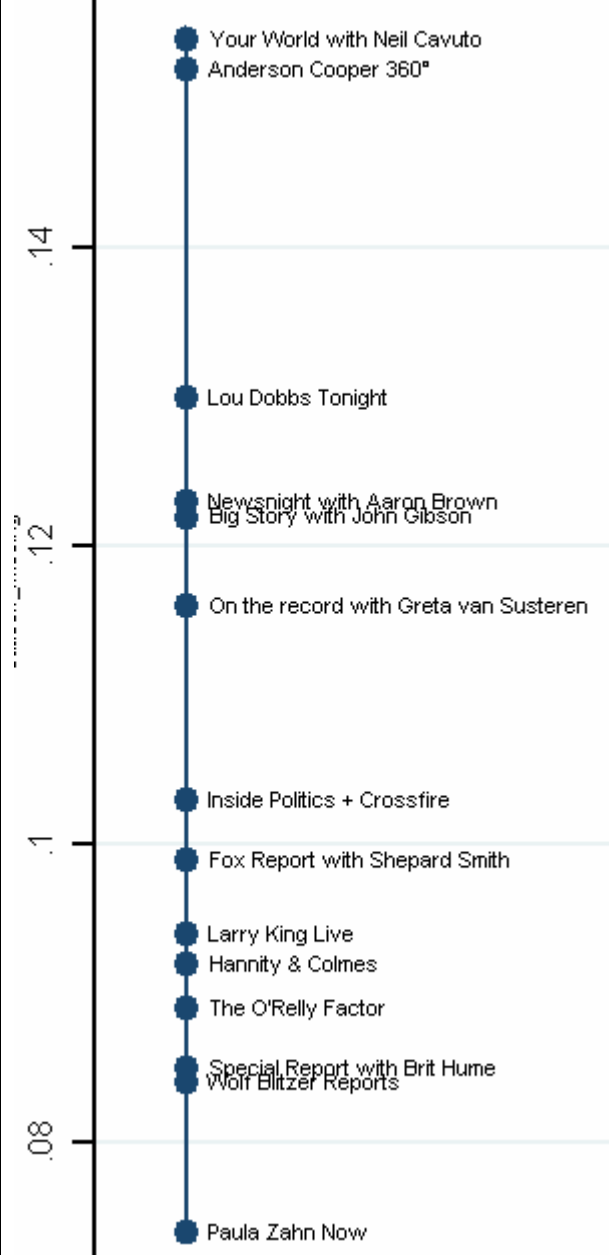 Your World with Neil Cavuto
Anderson Cooper 360°
.14
Lou Dobbs Tonight
Newsnight with Aaron Brown
Big Story with John Gibson
.12
On the record with Greta van Susteren
Inside Politics + Crossfire
.1
Fox Report with Shepard Smith
Larry King Live
Hannity & Colmes
The O'Relly Factor
Special Report with Brit Hume
Wolf Blitzer Reports
.08
Paula Zahn Now